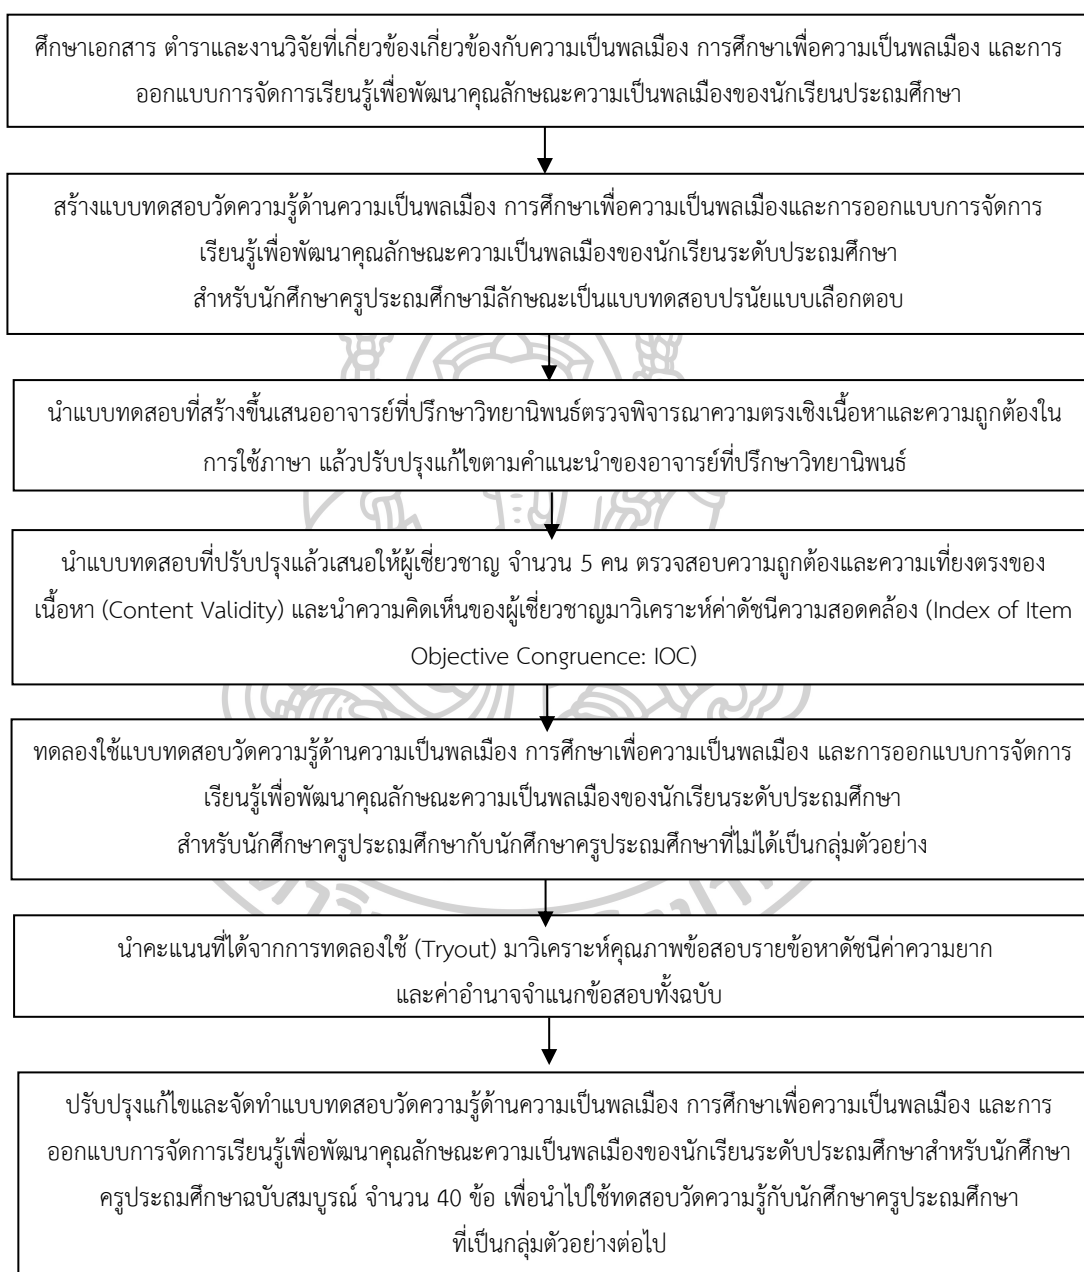 ศึกษาเอกสาร ตำราและงานวิจัยที่เกี่ยวข้องเกี่ยวข้องกับความเป็นพลเมือง การศึกษาเพื่อความเป็นพลเมือง และการ
ออกแบบการจัดการเรียนรู้เพื่อพัฒนาคุณลักษณะความเป็นพลเมืองของนักเรียนประถมศึกษา
สร้างแบบทดสอบวัดความรู้ด้านความเป็นพลเมือง การศึกษาเพื่อความเป็นพลเมืองและการออกแบบการจัดการ
เรียนรู้เพื่อพัฒนาคุณลักษณะความเป็นพลเมืองของนักเรียนระดับประถมศึกษา
สำหรับนักศึกษาครูประถมศึกษามีลักษณะเป็นแบบทดสอบปรนัยแบบเลือกตอบ
นำแบบทดสอบที่สร้างขึ้นเสนออาจารย์ที่ปรึกษาวิทยานิพนธ์ตรวจพิจารณาความตรงเชิงเนื้อหาและความถูกต้องใน
การใช้ภาษา แล้วปรับปรุงแก้ไขตามคำแนะนำของอาจารย์ที่ปรึกษาวิทยานิพนธ์
นำแบบทดสอบที่ปรับปรุงแล้วเสนอให้ผู้เชี่ยวชาญ จำนวน 5 คน ตรวจสอบความถูกต้องและความเที่ยงตรงของ
เนื้อหา (Content Validity) และนำความคิดเห็นของผู้เชี่ยวชาญมาวิเคราะห์ค่าดัชนีความสอดคล้อง (Index of Item
Objective Congruence: IOC)
ทดลองใช้แบบทดสอบวัดความรู้ด้านความเป็นพลเมือง การศึกษาเพื่อความเป็นพลเมือง และการออกแบบการจัดการ
เรียนรู้เพื่อพัฒนาคุณลักษณะความเป็นพลเมืองของนักเรียนระดับประถมศึกษา
สำหรับนักศึกษาครูประถมศึกษากับนักศึกษาครูประถมศึกษาที่ไม่ได้เป็นกลุ่มตัวอย่าง
นำคะแนนที่ได้จากการทดลองใช้ (Tryout) มาวิเคราะห์คุณภาพข้อสอบรายข้อหาดัชนีค่าความยาก
และค่าอำนาจจำแนกข้อสอบทั้งฉบับ
ปรับปรุงแก้ไขและจัดทำแบบทดสอบวัดความรู้ด้านความเป็นพลเมือง การศึกษาเพื่อความเป็นพลเมือง และการ
ออกแบบการจัดการเรียนรู้เพื่อพัฒนาคุณลักษณะความเป็นพลเมืองของนักเรียนระดับประถมศึกษาสำหรับนักศึกษา
ครูประถมศึกษาฉบับสมบูรณ์ จำนวน 40 ข้อ เพื่อนำไปใช้ทดสอบวัดความรู้กับนักศึกษาครูประถมศึกษา
ที่เป็นกลุ่มตัวอย่างต่อไป